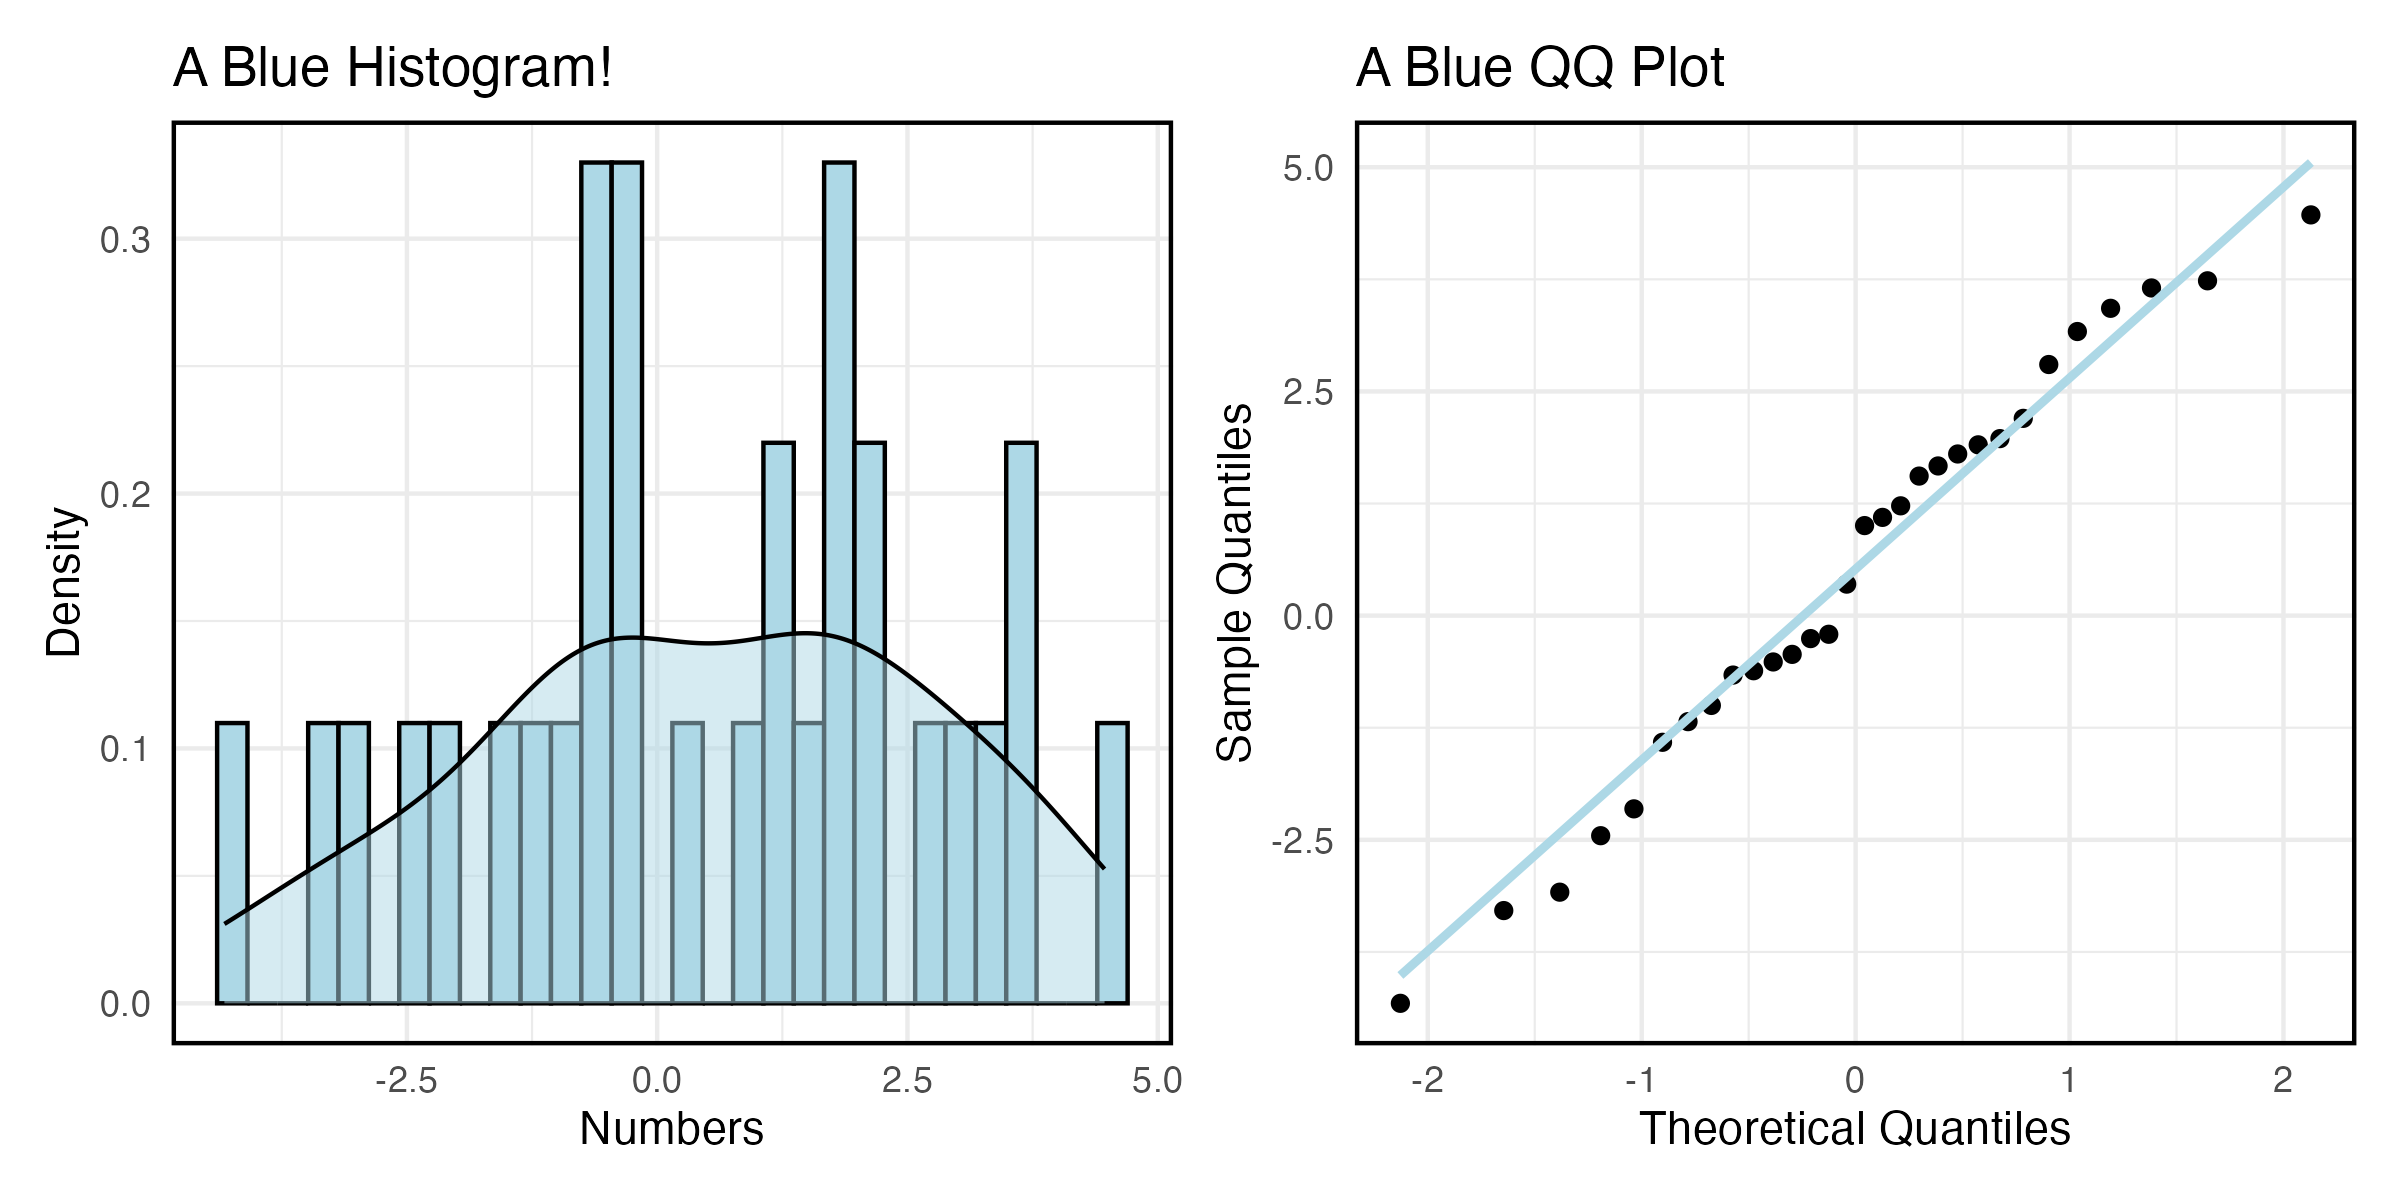 A Blue Histogram!
Density
0.3
0.2
0.1
0.0
-2.5 0.0 2.5 5.0
Numbers
A Blue QQ Plot
Sample Quantiles
5.0
2.5
0.0
-2.5
-2 -1 0 1 2
Theoretical Quantiles